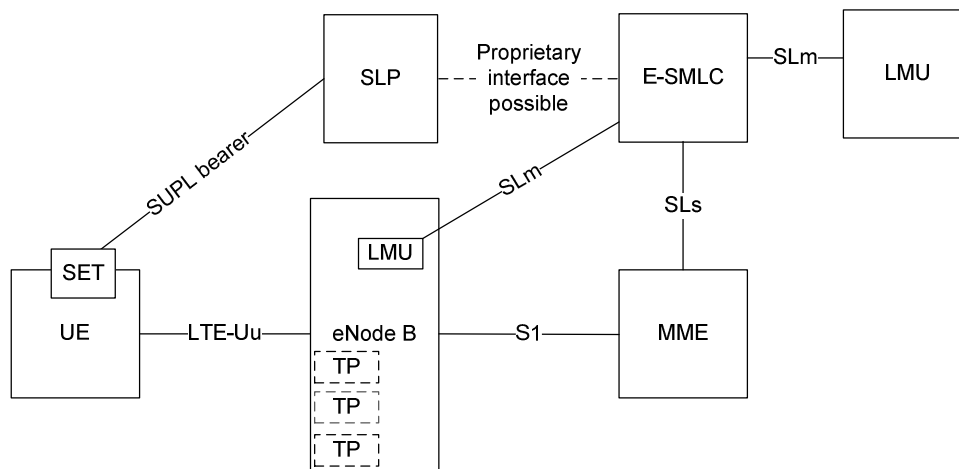 SLP
Proprietary
interface
possible
E-SMLC
SLm
LMU
SUPL bearer
SLm
SLs
LMU
SET
UE
LTE-Uu
eNode B
S1
MME
TP
TP
TP